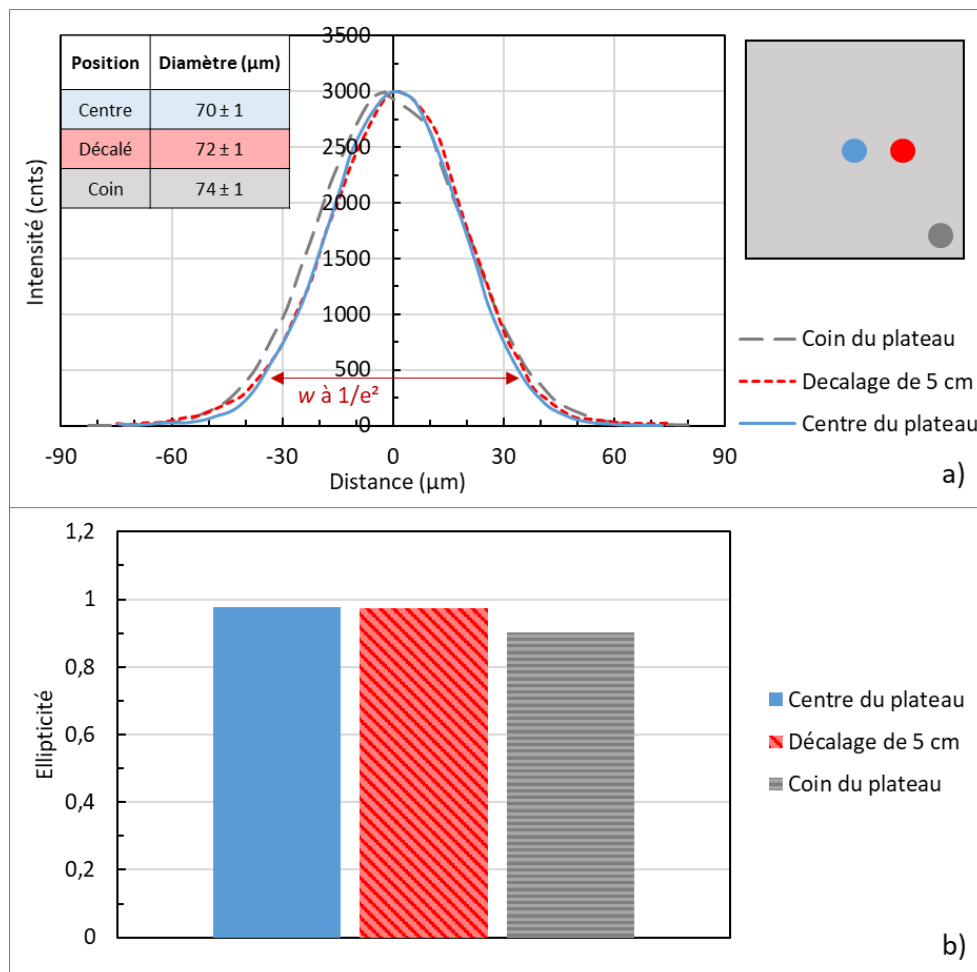 Position Diamètre (µm)
Centre 70 ± 1
Décalé 72 ± 1
Coin 74 ± 1
Intensité (cnts)
3500
3000
2500
2000
1500
1000
500
0
w à 1/e²
-90 -60 -30 0 30 60 90
Distance (µm)
Coin du plateau
Decalage de 5 cm
Centre du plateau
a)
Ellipticité
1,2
1
0,8
0,6
0,4
0,2
0
Centre du plateau
Décalage de 5 cm
Coin du plateau
b)